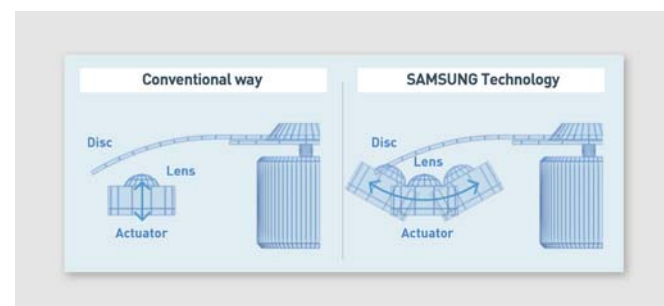 Conventional way
Disc
Lens
Actuator
SAMSUNG Technology
Disc
Lens
Actuator